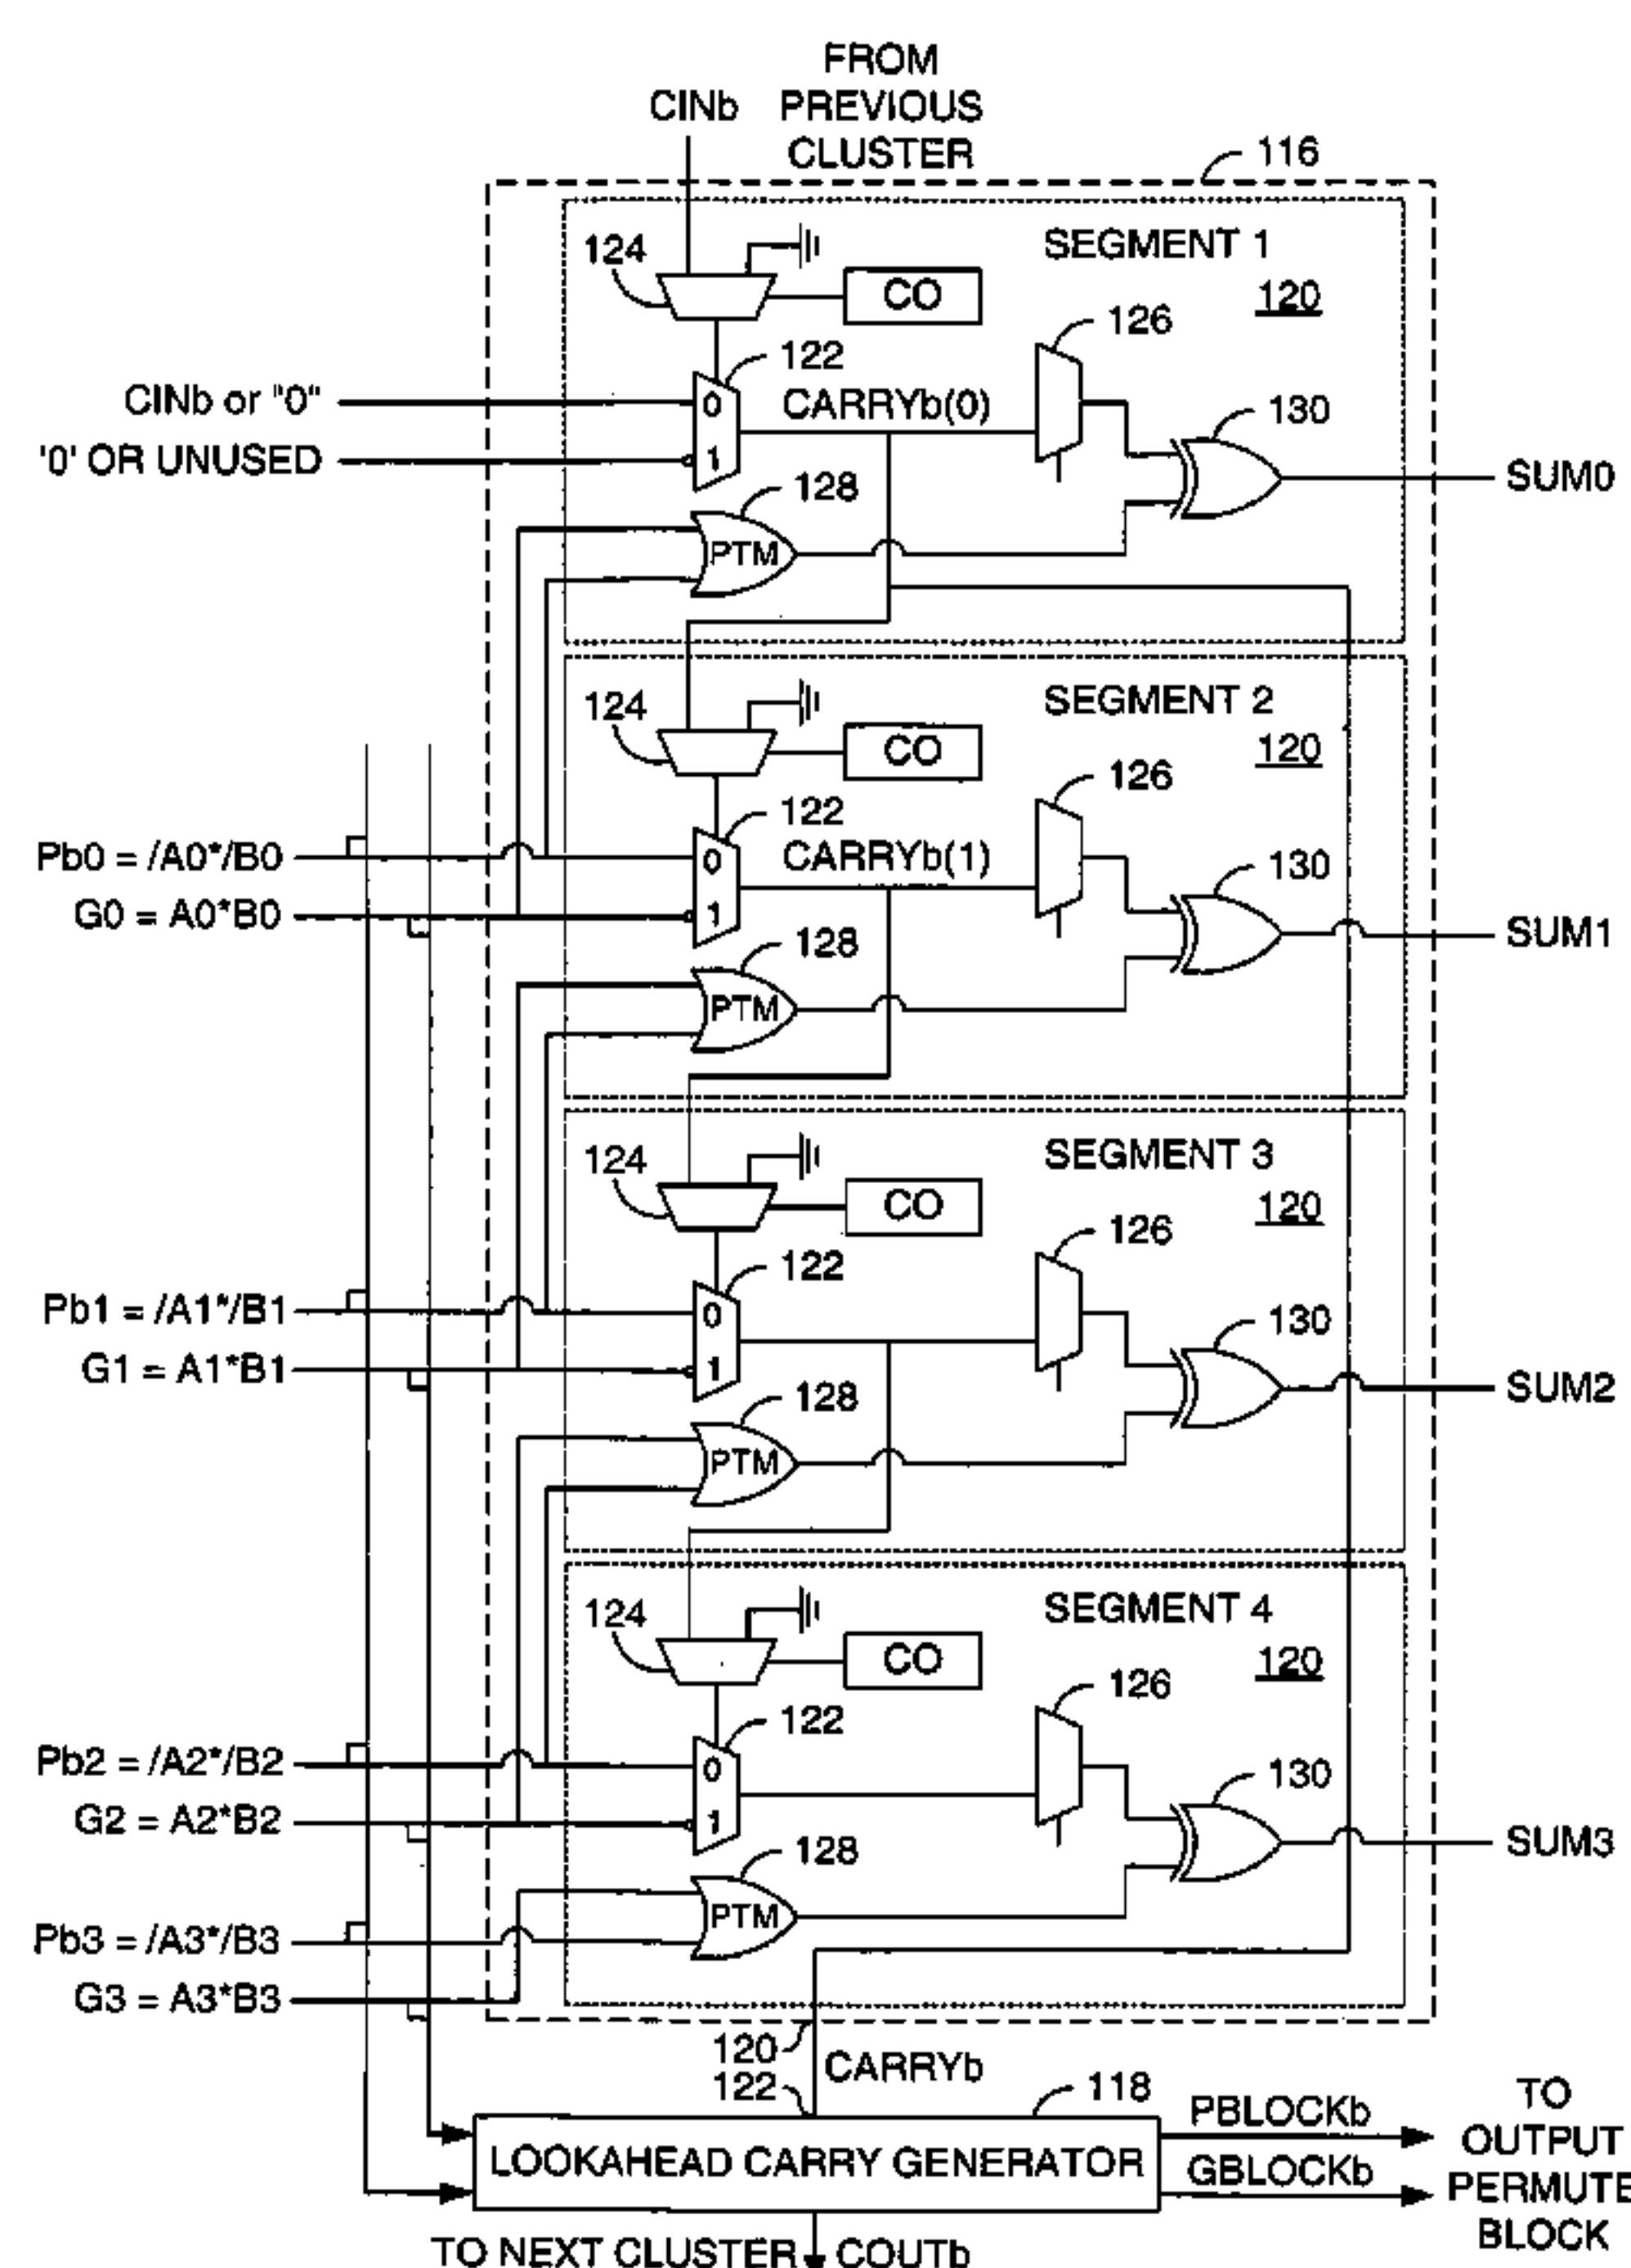 FROM
CINb PREVIOUS
CLUSTER
116
124
SEGMENT 1
CO
120
126
122
CINb or "0"
0
CARRYb(0)
130
'0' OR UNUSED
1
128
SUM0
PTM
124
SEGMENT 2
CO
120
126
122
Pb0 = /A0*/B0
0
CARRYb(1)
130
G0 = A0*B0
1
128
SUM1
PTM
124
SEGMENT 3
CO
120
126
122
Pb1 = /A1*/B1
0
130
G1 = A1*B1
1
128
SUM2
PTM
124
SEGMENT 4
CO
120
126
122
Pb2 = /A2*/B2
0
130
G2 = A2*B2
1
128
SUM3
PTM
Pb3 = /A3*/B3
G3 = A3*B3
120
CARRYb
122
118
LOOKAHEAD CARRY GENERATOR
PBLOCKb
GBLOCKb
TO
OUTPUT
PERMUTE
BLOCK
TO NEXT CLUSTER
COUTb